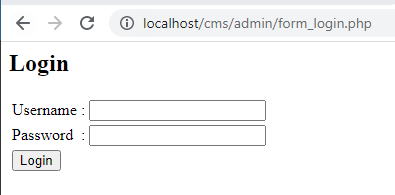 localhost/cms/admin/form_login.php
Login
Username :
Password :
Login